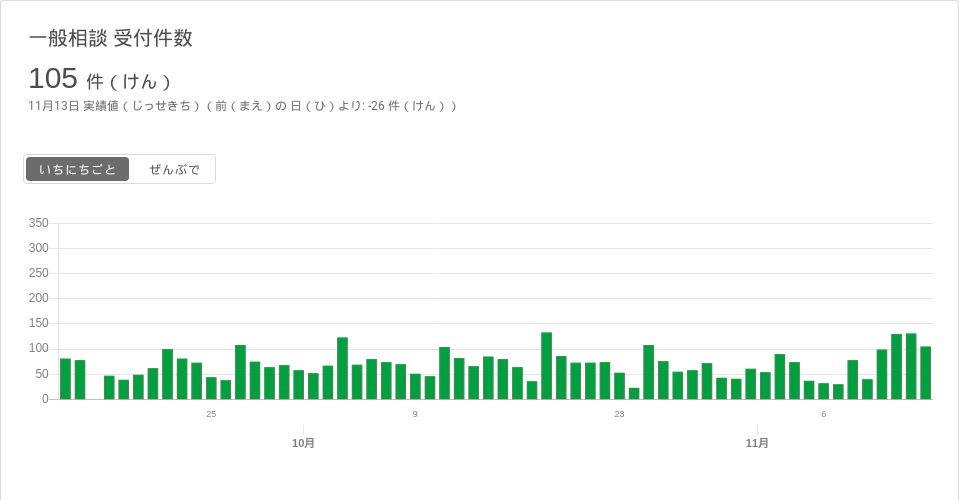 一般相談 受付件数
105 件 ( けん )
11月13日 実績値 ( じっせきち ) ( 前 ( まえ ) の 日 ( ひ ) より: -26 件 ( けん ) )
いちにちごと ぜんぶで
350
300
250
200
150
100
50
0
25 9 23 6
10月 11月